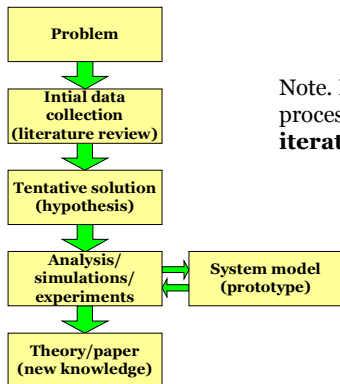 Problem
Intial data
collection
(literature review)
Note.
proces
iterat
Tentative solution
(hypothesis)
Analysis/
simulations/
experiments
System model
(prototype)
Theory/paper
(new knowledge)